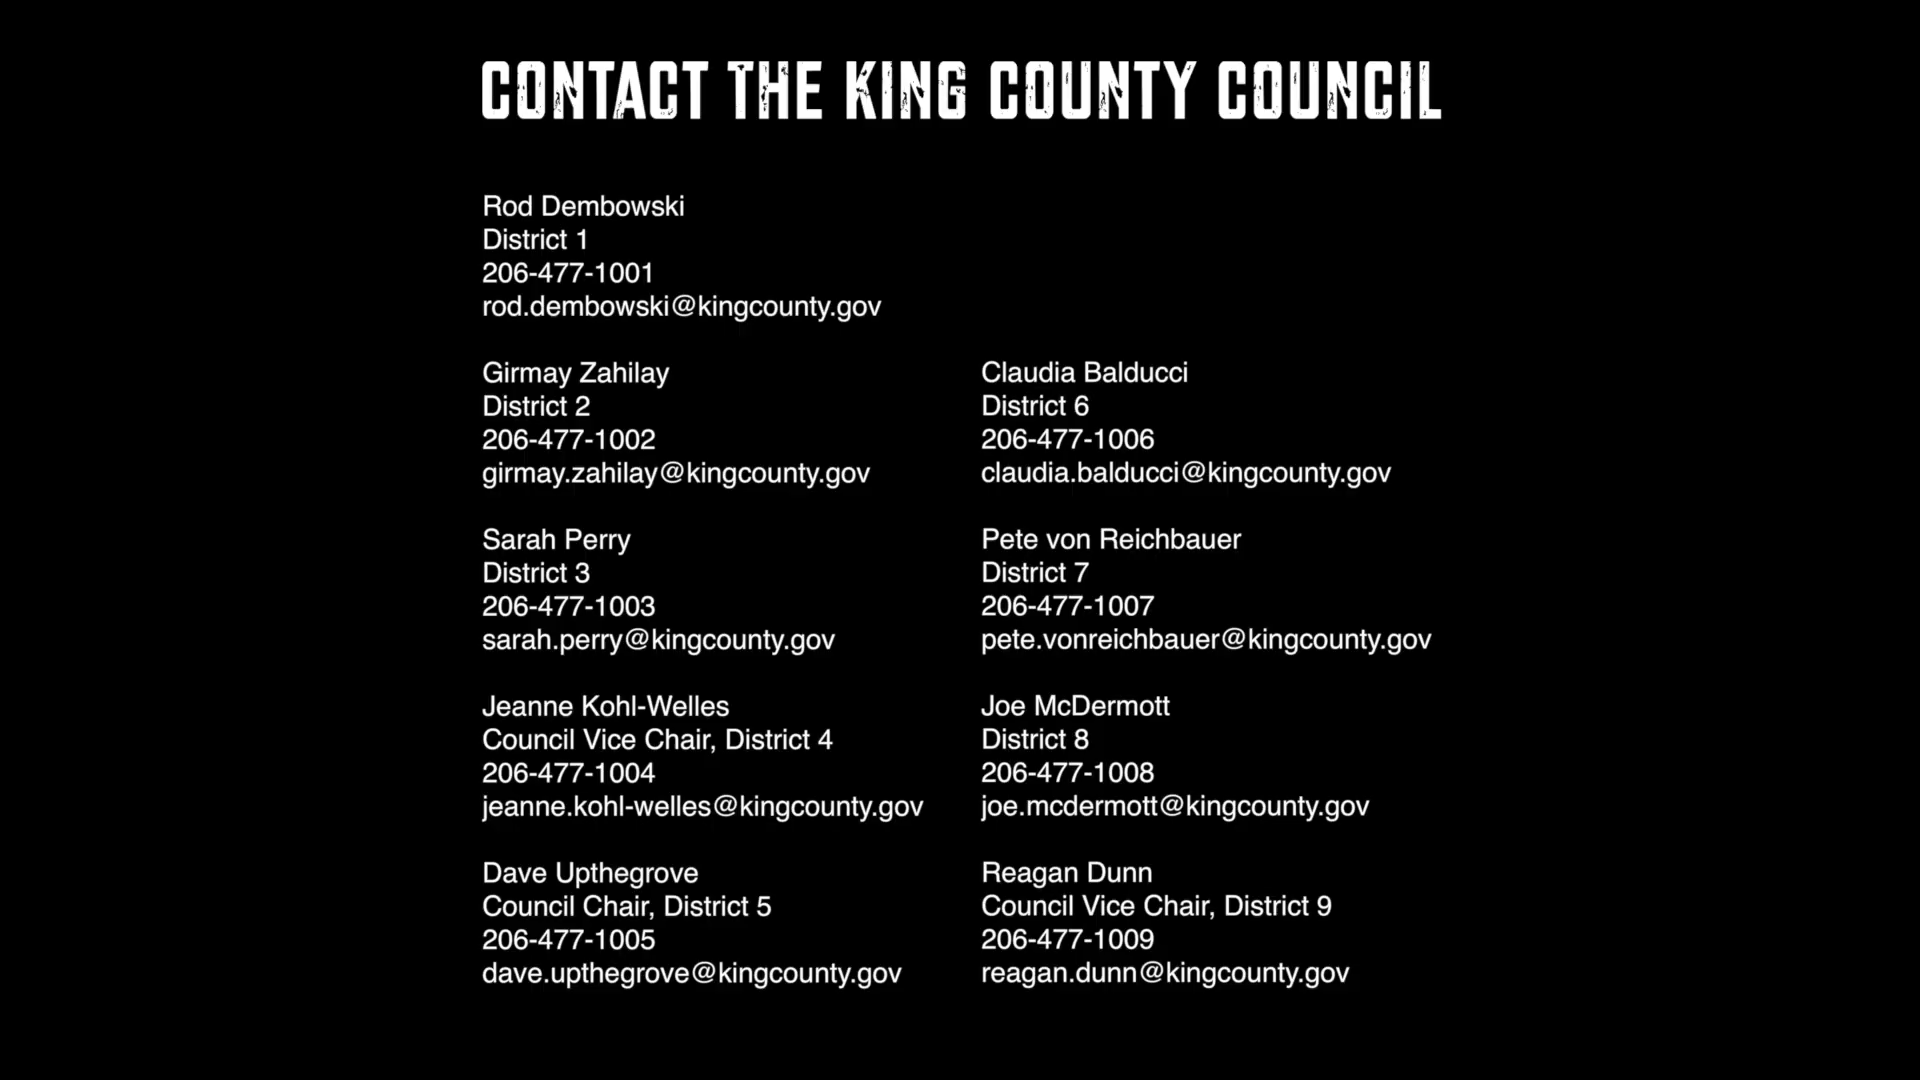 CONTACT THE KING COUNTY COUNCIL
Rod Dembowski
District 1
206-477-1001
rod.dembowski@kingcounty.gov
Girmay Zahilay
District 2
206-477-1002
girmay.zahilay@kingcounty.gov
Sarah Perry
District 3
206-477-1003
sarah.perry@kingcounty.gov
Jeanne Kohl-Welles
Council Vice Chair, District 4
206-477-1004
jeanne.kohl-welles@kingcounty.gov
Dave Upthegrove
Council Chair, District 5
206-477-1005
dave.upthegrove@kingcounty.gov
Claudia Balducci
District 6
206-477-1006
claudia.balducci@kingcounty.gov
Pete von Reichbauer
District 7
206-477-1007
pete.vonreichbauer@kingcounty.gov
Joe McDermott
District 8
206-477-1008
joe.mcdermott@kingcounty.gov
Reagan Dunn
Council Vice Chair, District 9
206-477-1009
reagan.dunn@kingcounty.gov